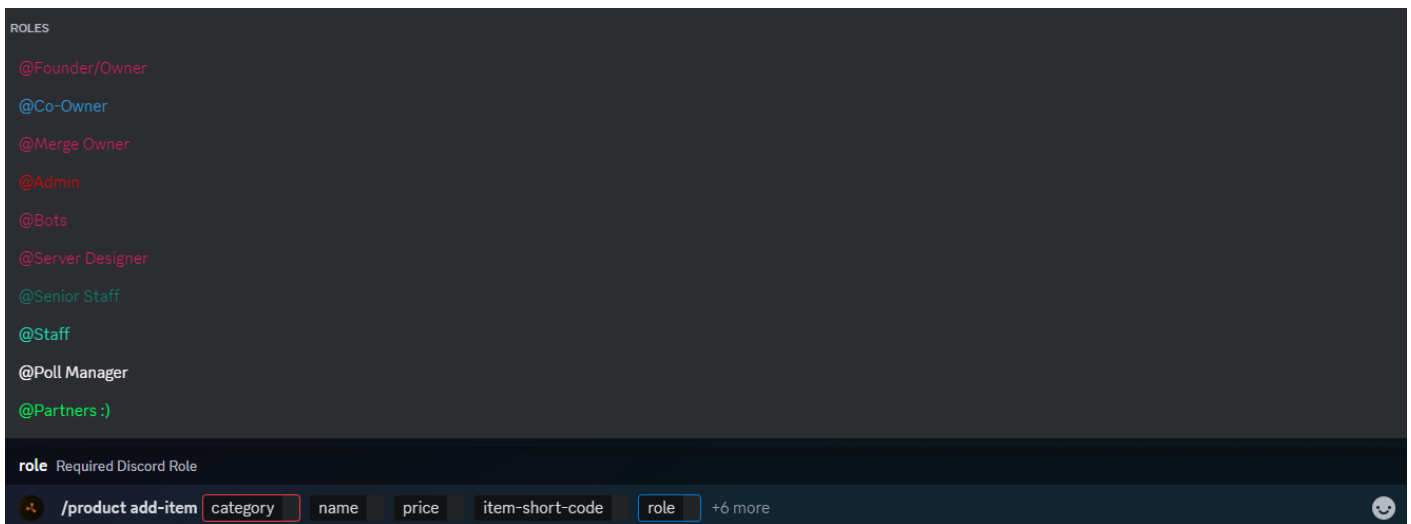 ROLES
@Founder/Owner
@Co-Owner
@Merge Owner
@Admin
@Bots
@Server Designer
@Senior Staff
@Staff
@Poll Manager
@Partners :)
role Required Discord Role
/product add-item category name price item-short-code role +6 more